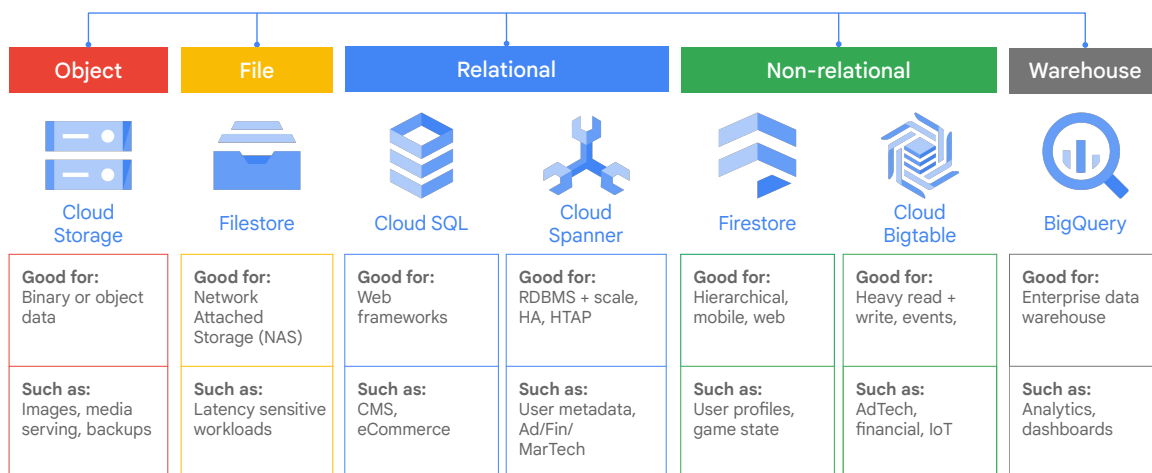 Object
File
Relational
Non-relational
Warehouse
Cloud
Storage
Filestore
Cloud SQL
Cloud
Spanner
Firestore
Cloud
Bigtable
BigQuery
Good for:
Binary or object
data
Good for:
Network
Attached
Storage (NAS)
Good for:
Web
frameworks
Good for:
RDBMS + scale,
HA, HTAP
Good for:
Hierarchical,
mobile, web
Good for:
Heavy read +
write, events,
Good for:
Enterprise data
warehouse
Such as:
Images, media
serving, backups
Such as:
Latency sensitive
workloads
Such as:
CMS,
eCommerce
Such as:
User metadata,
Ad/Fin/
MarTech
Such as:
User profiles,
game state
Such as:
AdTech,
financial, IoT
Such as:
Analytics,
dashboards